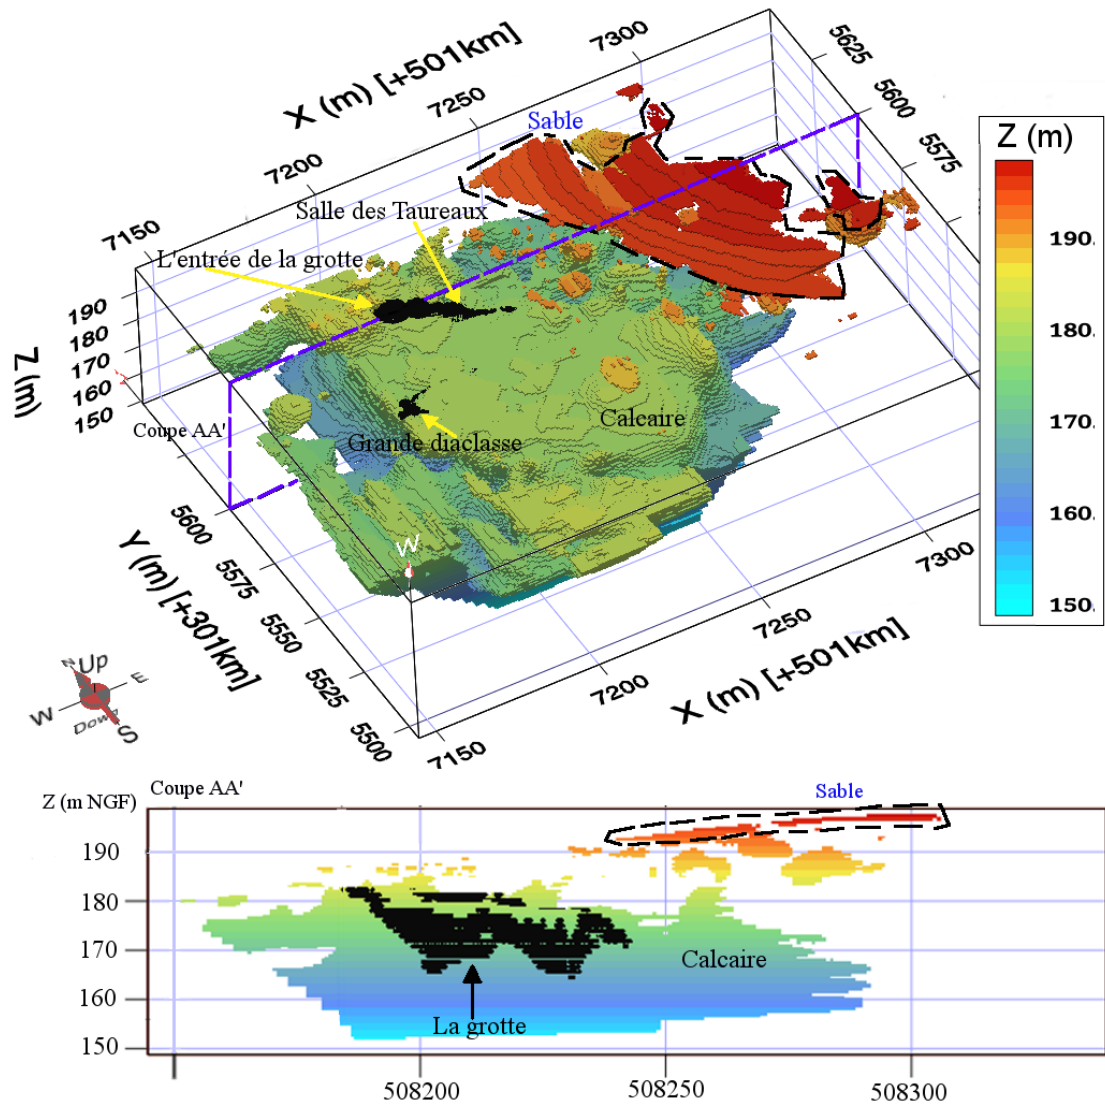 X (m) [+501km]
7150
7200
7250
7300
5625
5600
5575
Z (m)
190.
180.
170.
160.
150.
Sable
Salle des Taureaux
L'entrée de la grotte
190
180
170
160
150
Z (m)
Coupe AA'
Calcaire
Grande diaclasse
W
5600
5575
5550
5525
5500
Y (m) [+301km]
7150
7200
7250
7300
X (m) [+501km]
N
Up
E
W
Down
S
Coupe AA'
Z (m NGF)
Sable
190
180
170
160
150
Calcaire
La grotte
508200
508250
508300